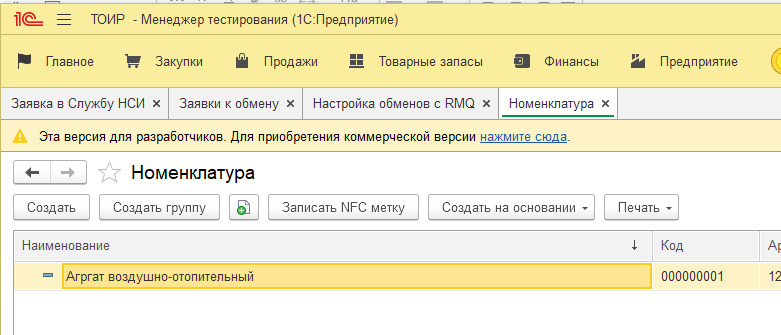 1С ТОИР - Менеджер тестирования (1С:Предприятие)
Главное Закупки Продажи Товарные запасы Финансы Предприятие
Заявка в Службу НСИ × Заявки к обмену × Настройка обменов с RMQ × Номенклатура ×
Эта версия для разработчиков. Для приобретения коммерческой версии нажмите сюда.
Номенклатура
Создать Создать группу Записать NFC метку Создать на основании Печать
Наименование ↓ Код
Агргат воздушно-отопительный 000000001 12